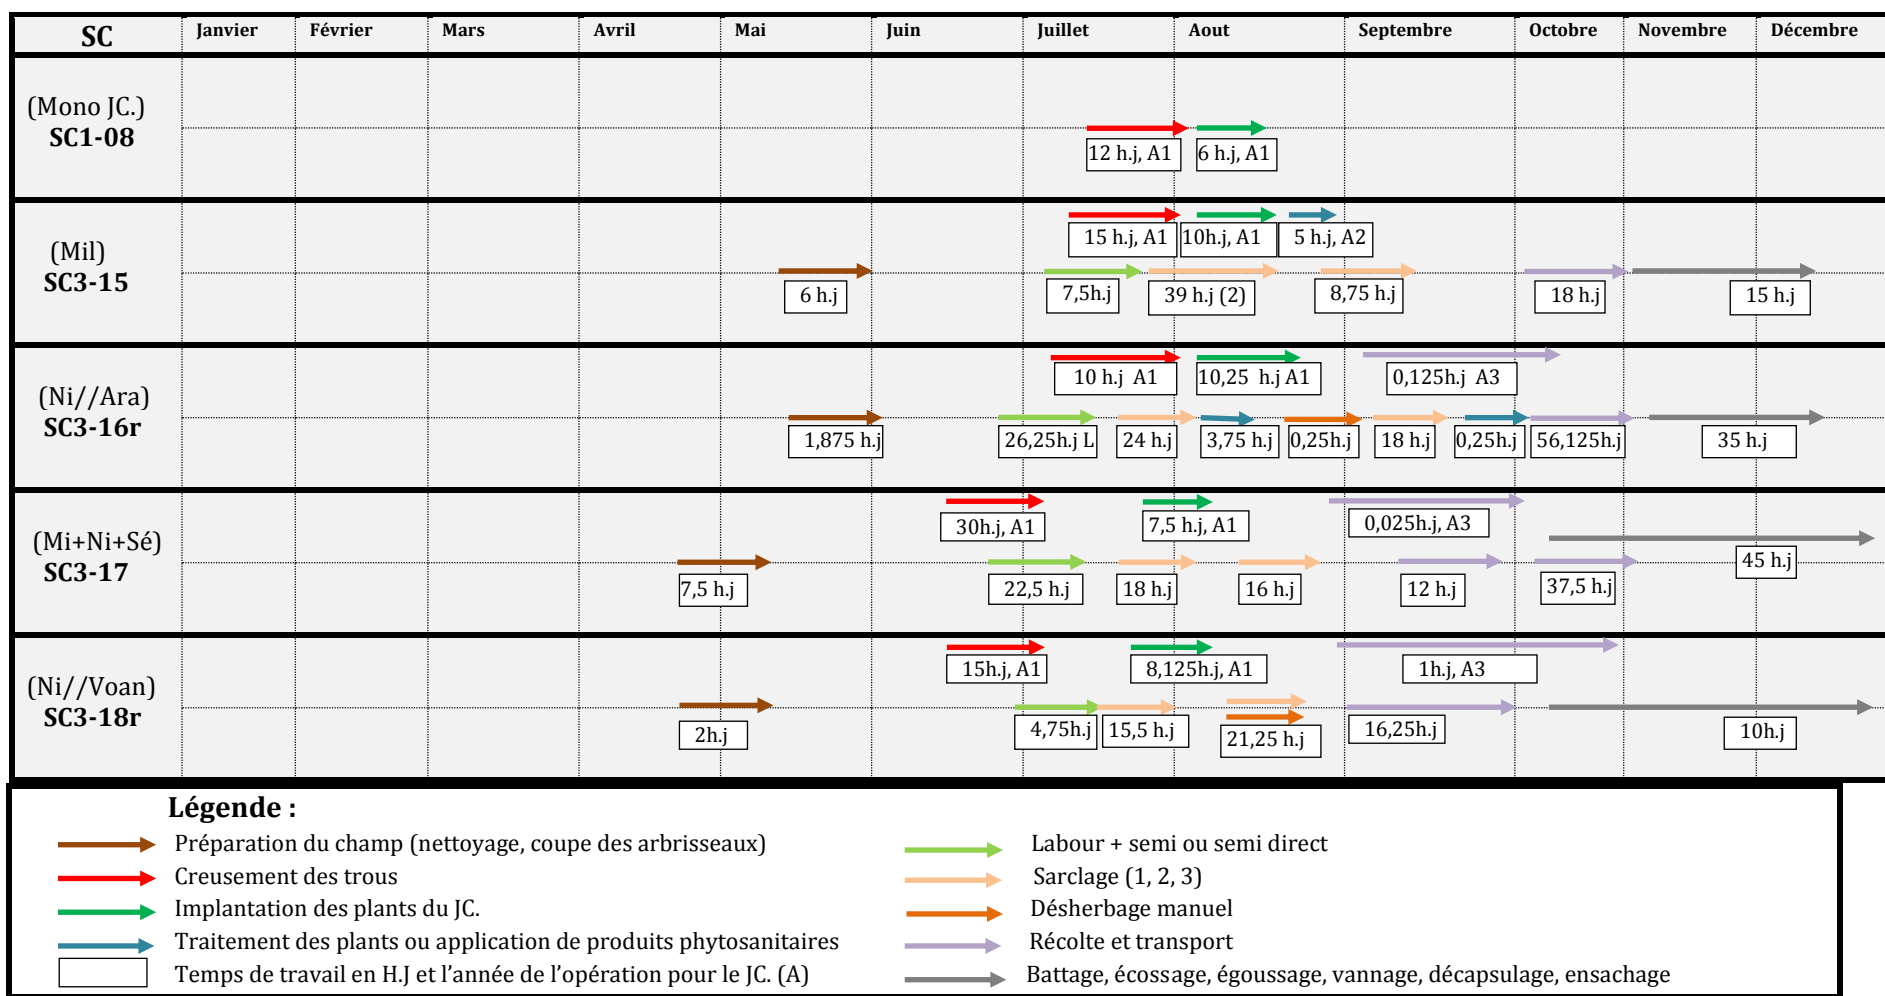 SC Janvier Février Mars Avril Mai Juin Juillet Aout Septembre Octobre Novembre Décembre
(Mono JC.)
SC1-08
12 h.j, A1 6 h.j, A1
(Mil)
SC3-15
15 h.j, A1 10h.j, A1 5 h.j, A2
6 h.j 7,5h.j 39 h.j (2) 8,75 h.j 18 h.j 15 h.j
(Ni//Ara)
SC3-16r
10 h.j A1 10,25 h.j A1 0,125h.j A3
1,875 h.j 26,25h.j L 24 h.j 3,75 h.j 0,25h.j 18 h.j 0,25h.j 56,125h.j 35 h.j
(Mi+Ni+Sé)
SC3-17
30h.j, A1 7,5 h.j, A1 0,025h.j, A3
7,5 h.j 22,5 h.j 18 h.j 16 h.j 12 h.j 37,5 h.j 45 h.j
(Ni//Voan)
SC3-18r
15h.j, A1 8,125h.j, A1 1h.j, A3
2h.j 4,75h.j 15,5 h.j 21,25 h.j 16,25h.j 10h.j
Légende :
Préparation du champ (nettoyage, coupe des arbrisseaux) Labour + semi ou semi direct
Creusement des trous Sarclage (1, 2, 3)
Implantation des plants du JC. Désherbage manuel
Traitement des plants ou application de produits phytosanitaires Récolte et transport
Temps de travail en H.J et l’année de l’opération pour le JC. (A) Battage, écossage, égoussage, vannage, décapsulage, ensachage